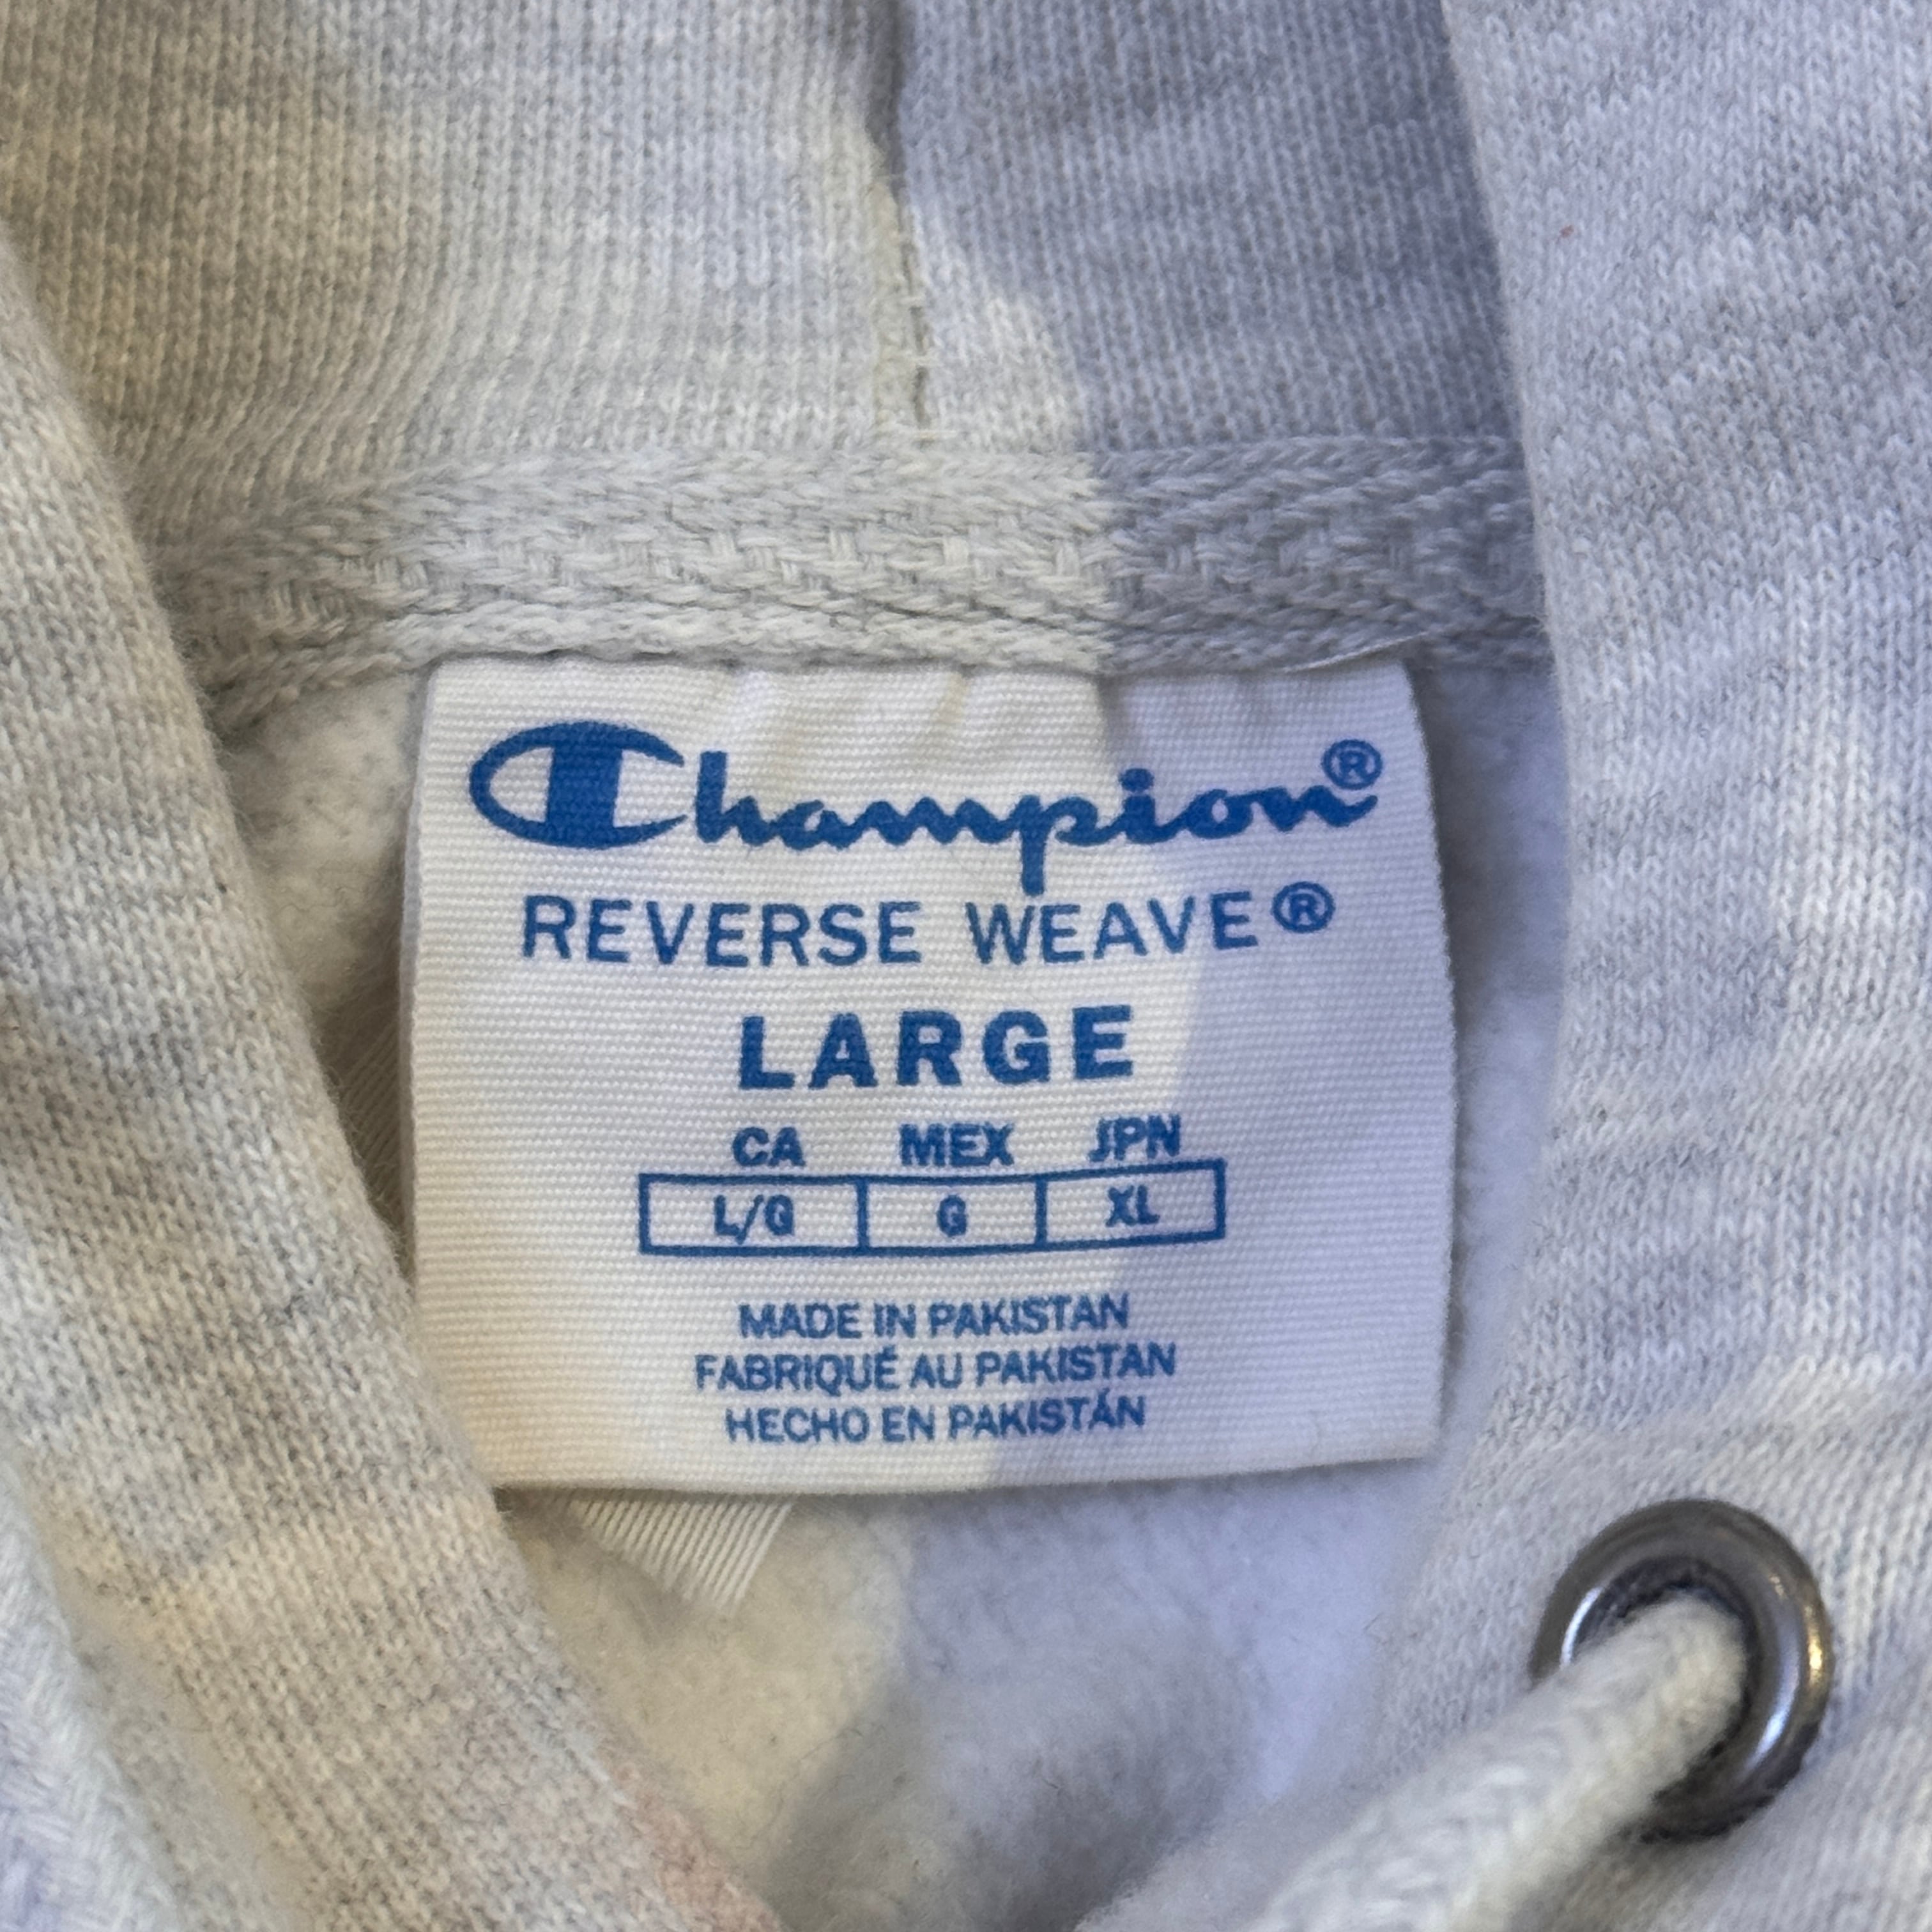 Champion®
REVERSE WEAVE®
LARGE
CA MEX JPN
L/G G XL
MADE IN PAKISTAN
FABRIQUÉ AU PAKISTAN
HECHO EN PAKISTÁN